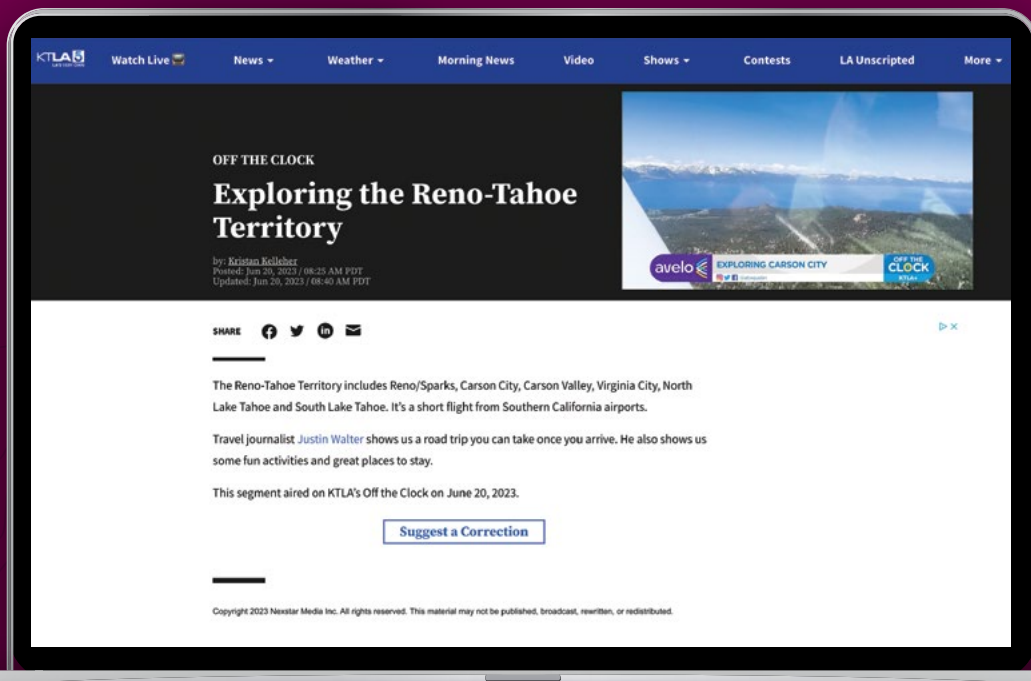 KTLA 5
Watch Live
News
Weather
Morning News
Video
Shows
Contests
LA Unscripted
More
OFF THE CLOCK
Exploring the Reno-Tahoe
Territory
by: Kristan Kelleher
Posted: Jun 20, 2023 / 08:25 AM PDT
Updated: Jun 20, 2023 / 08:40 AM PDT
avelo
EXPLORING CARSON CITY
OFF THE
CLOCK
KTLA+
SHARE
The Reno-Tahoe Territory includes Reno/Sparks, Carson City, Carson Valley, Virginia City, North
Lake Tahoe and South Lake Tahoe. It's a short flight from Southern California airports.
Travel journalist Justin Walter shows us a road trip you can take once you arrive. He also shows us
some fun activities and great places to stay.
This segment aired on KTLA's Off the Clock on June 20, 2023.
Suggest a Correction
Copyright 2023 Nexstar Media Inc. All rights reserved. This material may not be published, broadcast, rewritten, or redistributed.